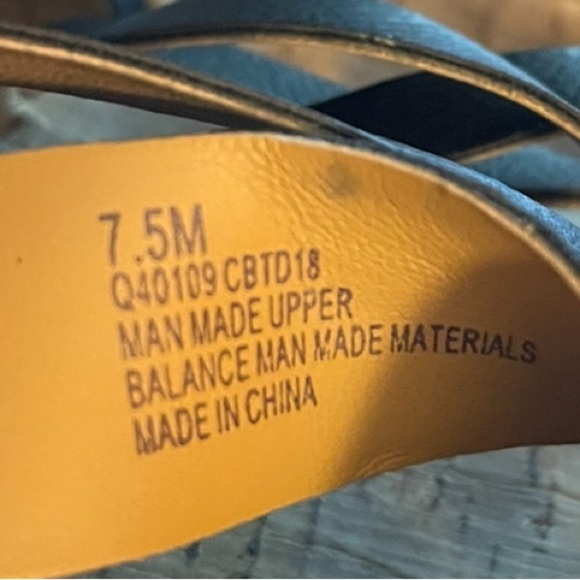 7.5M
Q40109 CBTD18
MAN MADE UPPER
BALANCE MAN MADE MATERIALS
MADE IN CHINA